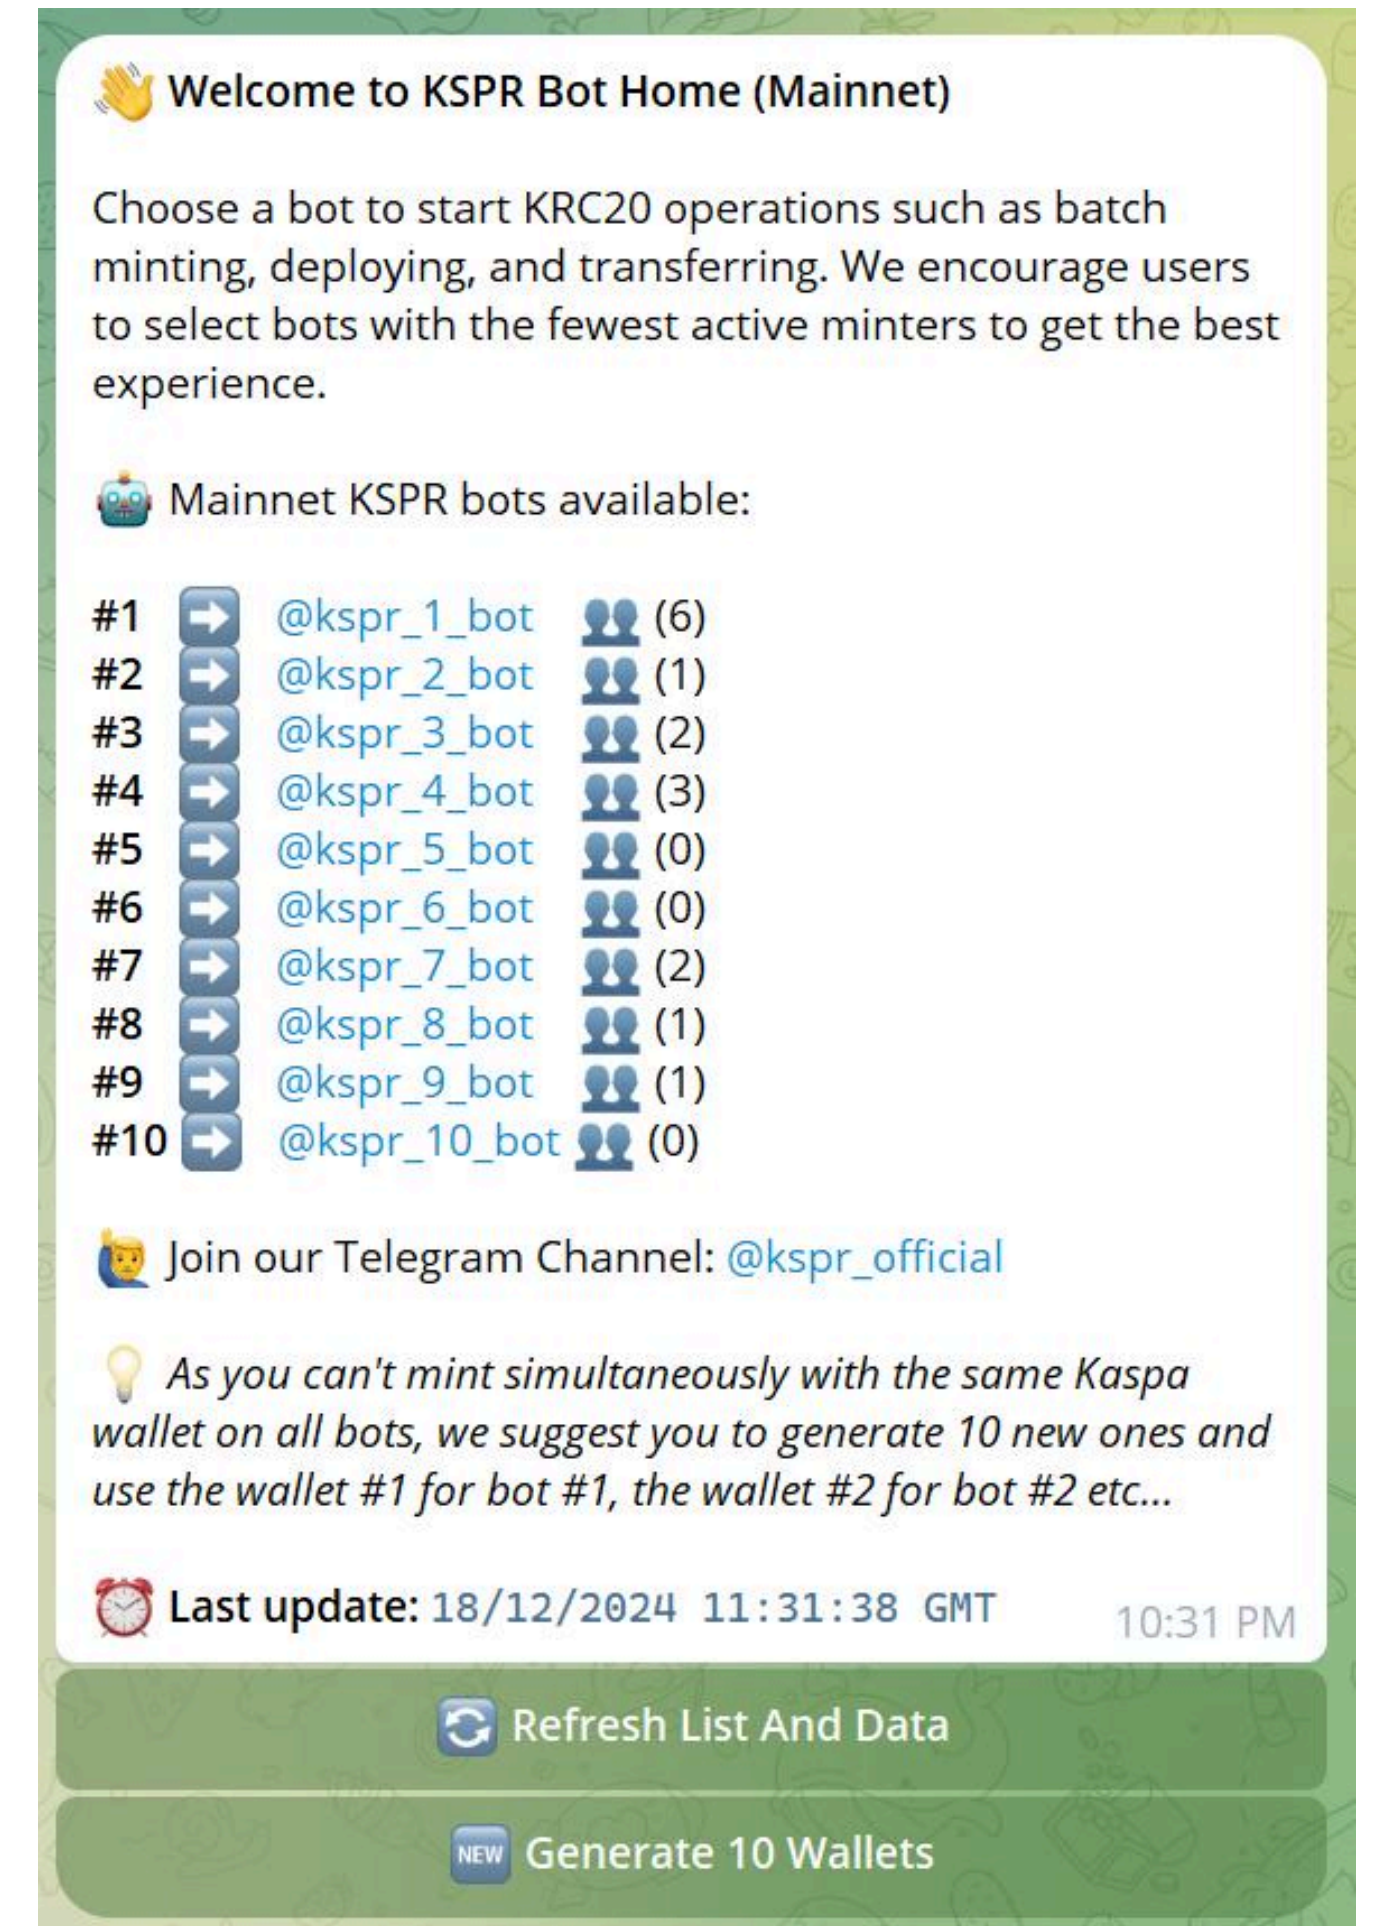 👋 Welcome to KSPR Bot Home (Mainnet)
Choose a bot to start KRC20 operations such as batch
minting, deploying, and transferring. We encourage users
to select bots with the fewest active minters to get the best
experience.
🤖 Mainnet KSPR bots available:
#1 ➡️ @kspr_1_bot 👥 (6)
#2 ➡️ @kspr_2_bot 👥 (1)
#3 ➡️ @kspr_3_bot 👥 (2)
#4 ➡️ @kspr_4_bot 👥 (3)
#5 ➡️ @kspr_5_bot 👥 (0)
#6 ➡️ @kspr_6_bot 👥 (0)
#7 ➡️ @kspr_7_bot 👥 (2)
#8 ➡️ @kspr_8_bot 👥 (1)
#9 ➡️ @kspr_9_bot 👥 (1)
#10 ➡️ @kspr_10_bot 👥 (0)
🙋‍♂️ Join our Telegram Channel: @kspr_official
💡 As you can't mint simultaneously with the same Kaspa
wallet on all bots, we suggest you to generate 10 new ones and
use the wallet #1 for bot #1, the wallet #2 for bot #2 etc...
⏰ Last update: 18/12/2024 11:31:38 GMT
10:31 PM
🔄 Refresh List And Data
🆕 Generate 10 Wallets